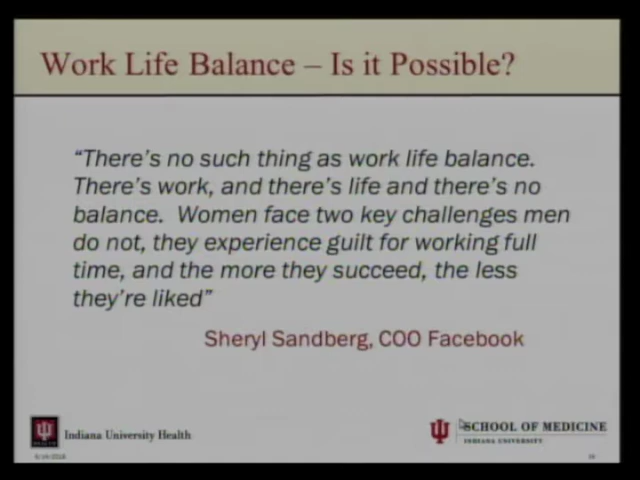 Work Life Balance – Is it Possible?
“There’s no such thing as work life balance.
There’s work, and there’s life and there’s no
balance.  Women face two key challenges men
do not, they experience guilt for working full
time, and the more they succeed, the less
they’re liked”
Sheryl Sandberg, COO Facebook
Indiana University Health
SCHOOL OF MEDICINE
INDIANA UNIVERSITY